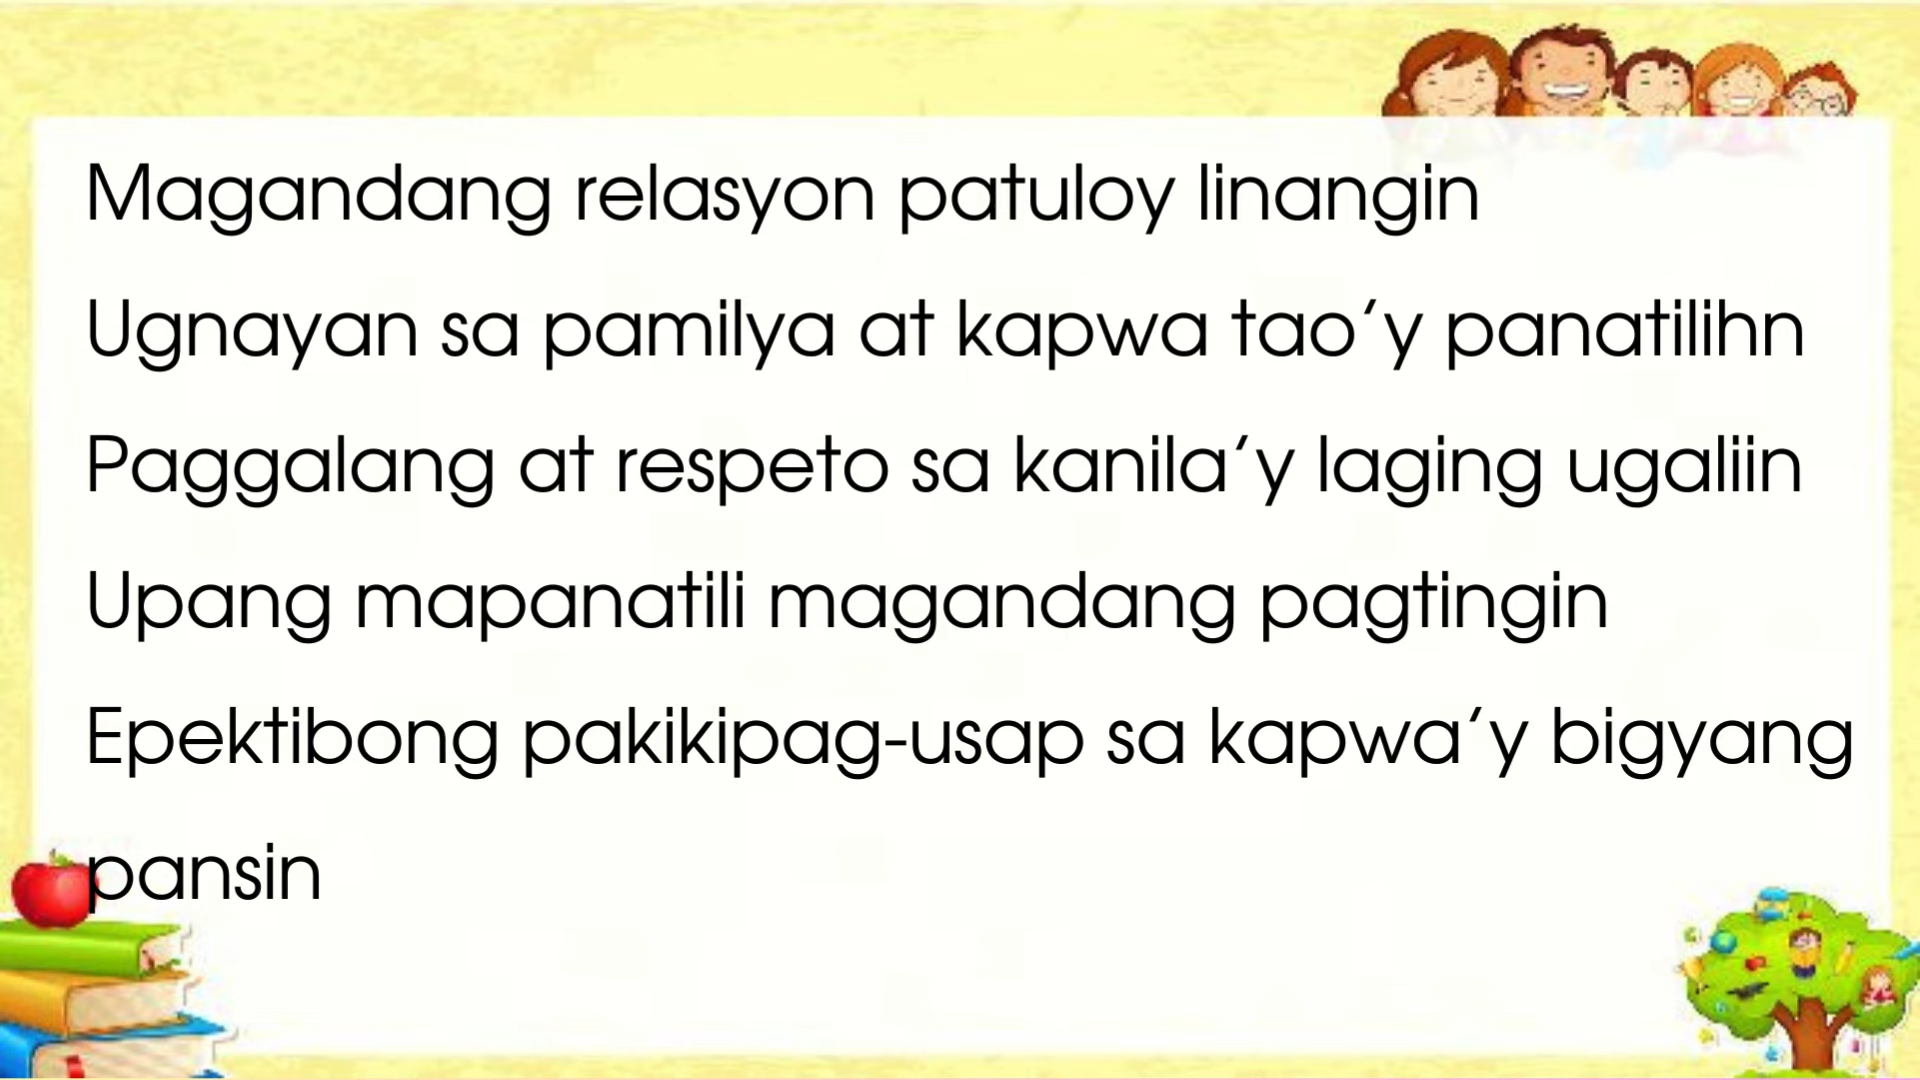 Magandang relasyon patuloy linangin
Ugnayan sa pamilya at kapwa tao’y panatilihn
Paggalang at respeto sa kanila’y laging ugaliin
Upang mapanatili magandang pagtingin
Epektibong pakikipag-usap sa kapwa’y bigyang
pansin